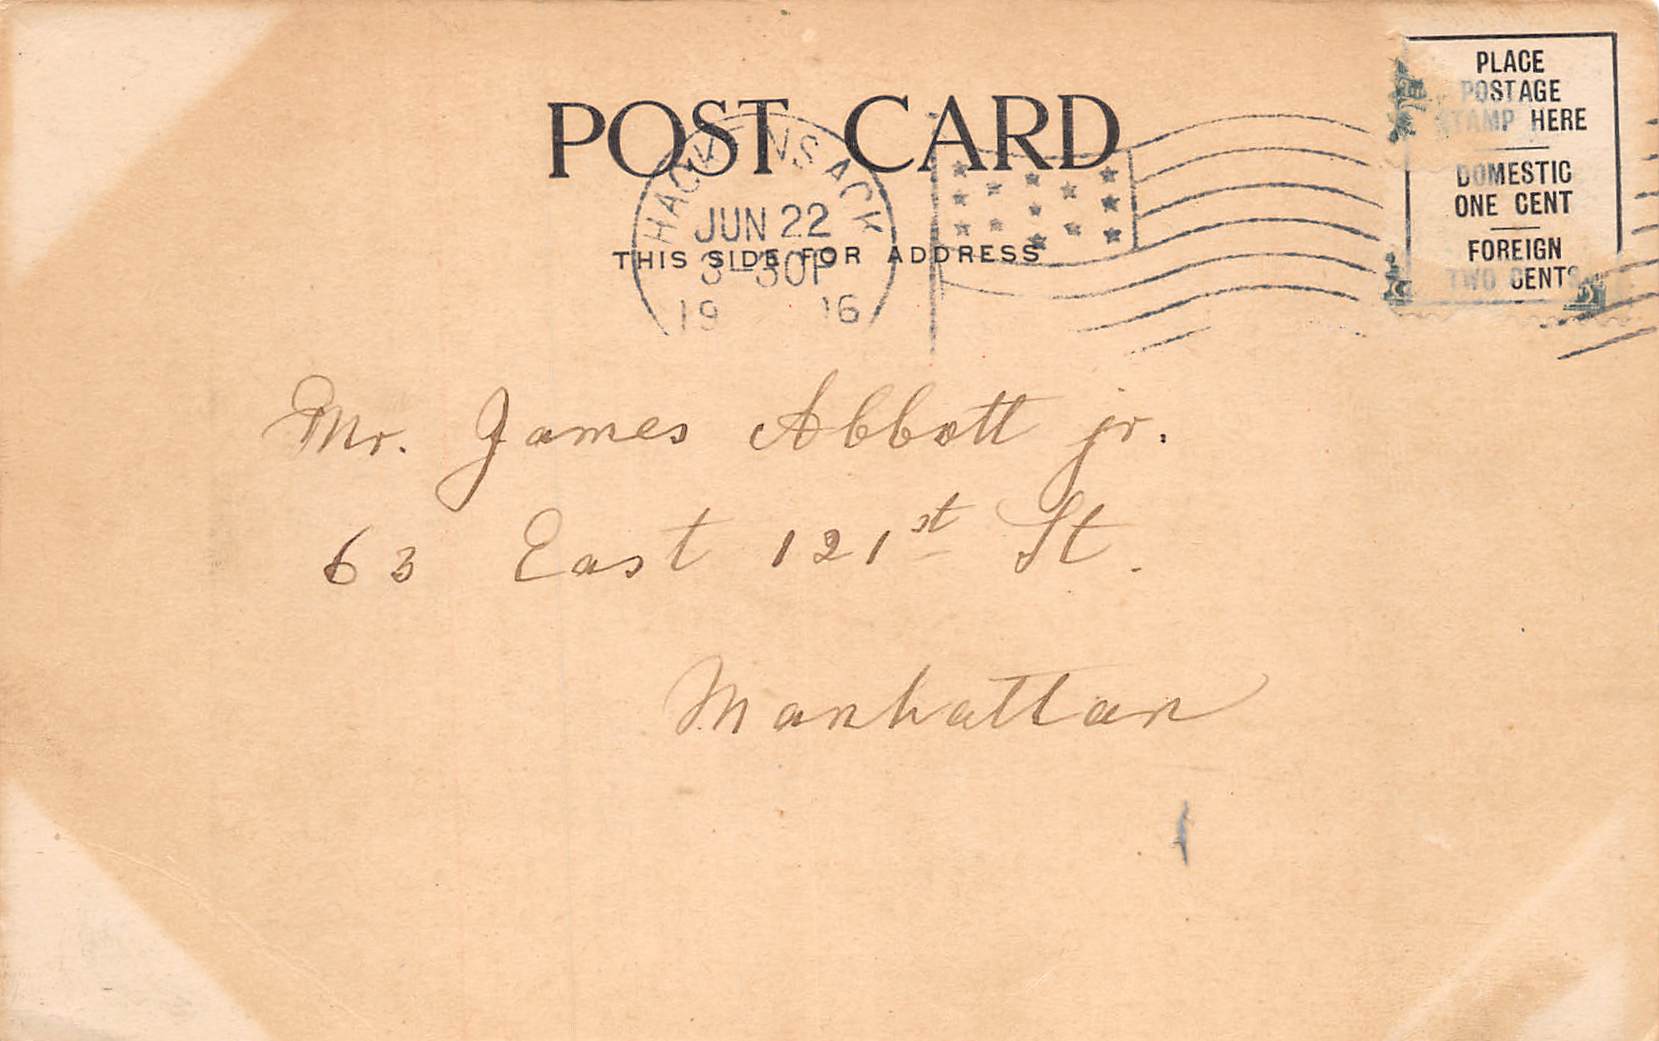 POST CARD
THIS SIDE FOR ADDRESS
HACKENSACK
JUN 22
3-30P
19 16
PLACE
POSTAGE
STAMP HERE
DOMESTIC
ONE CENT
FOREIGN
TWO CENTS
Mr. James Abbott jr.
63 East 121st St.
Manhattan